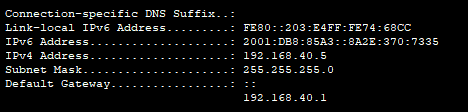 Connection-specific DNS Suffix..:
Link-local IPv6 Address.........: FE80::203:E4FF:FE74:68CC
IPv6 Address....................: 2001:DB8:85A3::8A2E:370:7335
IPv4 Address....................: 192.168.40.5
Subnet Mask.....................: 255.255.255.0
Default Gateway.................: ::
192.168.40.1